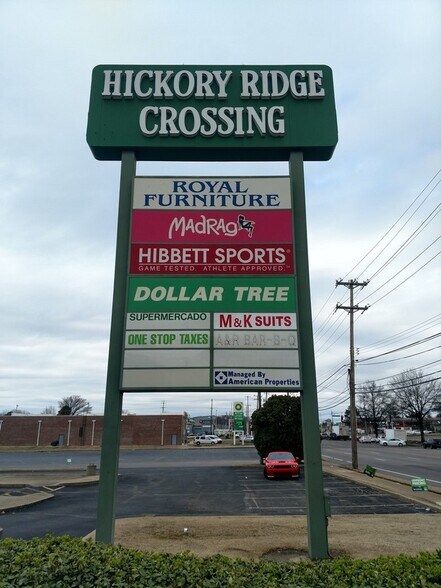 HICKORY RIDGE
CROSSING
ROYAL
FURNITURE
MADRAG
HIBBETT SPORTS
GAME TESTED. ATHLETE APPROVED.
DOLLAR TREE
SUPERMERCADO
M&K SUITS
ONE STOP TAXES
A&R BAR-B-Q
Managed By
American Properties